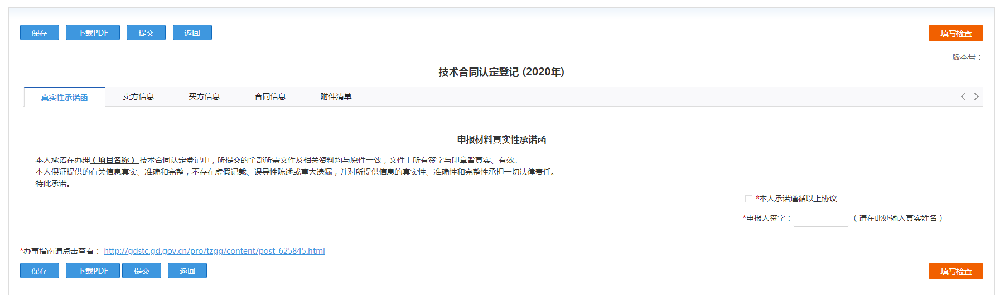 保存 下载PDF 提交 返回 填写检查
版本号：
技术合同认定登记 (2020年)
真实性承诺函 卖方信息 买方信息 合同信息 附件清单
申报材料真实性承诺函
本人承诺在办理（项目名称）技术合同认定登记中，所提交的全部所需文件及相关资料均与原件一致，文件上所有签字与印章皆真实、有效。
本人保证提供的有关信息真实、准确和完整，不存在虚假记载、误导性陈述或重大遗漏，并对所提供信息的真实性、准确性和完整性承担一切法律责任。
特此承诺。
*本人承诺遵循以上协议
*申报人签字： （请在此处输入真实姓名）
*办事指南请点击查看： http://gdstc.gd.gov.cn/pro/tzgg/content/post_625845.html
保存 下载PDF 提交 返回 填写检查